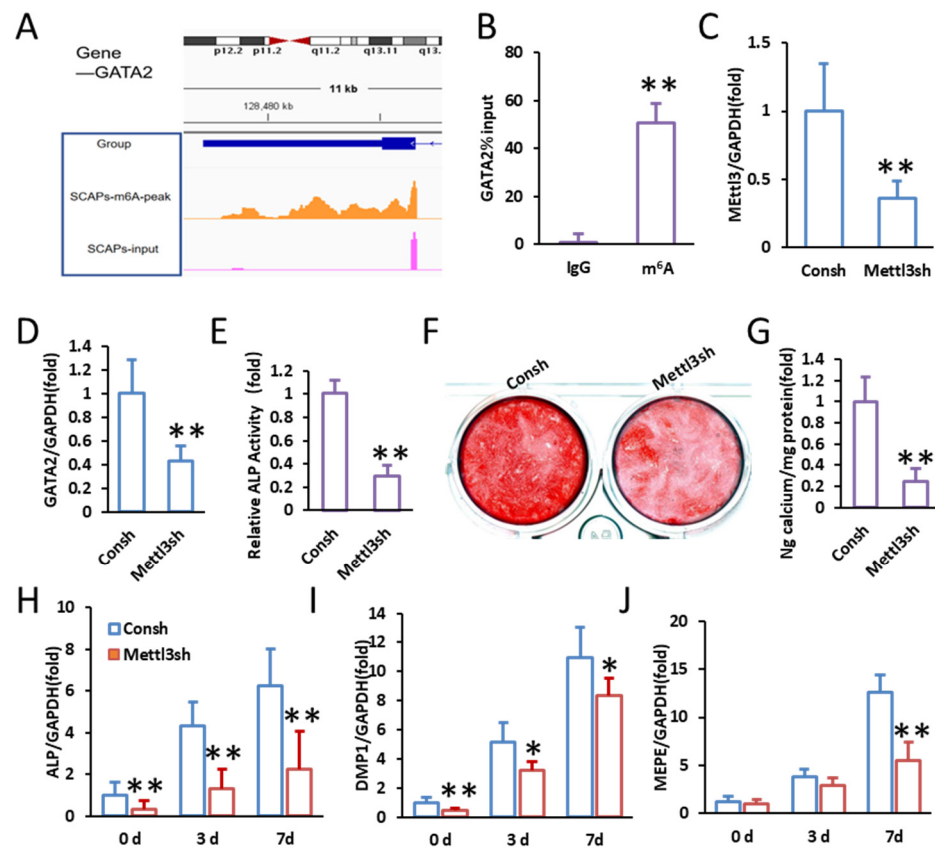 A
Gene
—GATA2
p12.2 p11.2 q11.2 q13.11 q13.
11 kb
128,480 kb
Group
SCAPs-m6A-peak
SCAPs-input
B
GATA2% input
80
60
40
20
0
IgG m⁶A
**
C
MEttl3/GAPDH(fold)
1.5
1
0.5
0
**
Consh Mettl3sh
D
GATA2/GAPDH(fold)
1.4
1.2
1
0.8
0.6
0.4
0.2
0
**
Consh
Mettl3sh
E
Relative ALP Activity (fold)
1.2
1
0.8
0.6
0.4
0.2
0
**
Consh
Mettl3sh
F
Consh
Mettl3sh
G
Ng calcium/mg protein(fold)
1.4
1.2
1
0.8
0.6
0.4
0.2
0
**
Consh
Mettl3sh
H
ALP/GAPDH(fold)
10
8
6
4
2
0
Consh
Mettl3sh
** ** **
0 d 3 d 7d
I
DMP1/GAPDH(fold)
14
12
10
8
6
4
2
0
** * *
0 d 3 d 7d
J
MEPE/GAPDH(fold)
20
15
10
5
0
**
0 d 3 d 7d